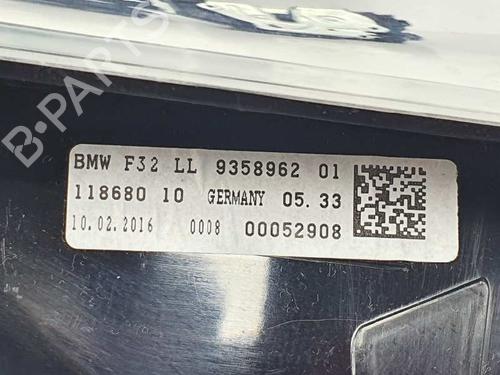 B-PARTS
BMW F32 LL 9358962 01
118680 10 GERMANY 05.33
10.02.2016 0008 00052908